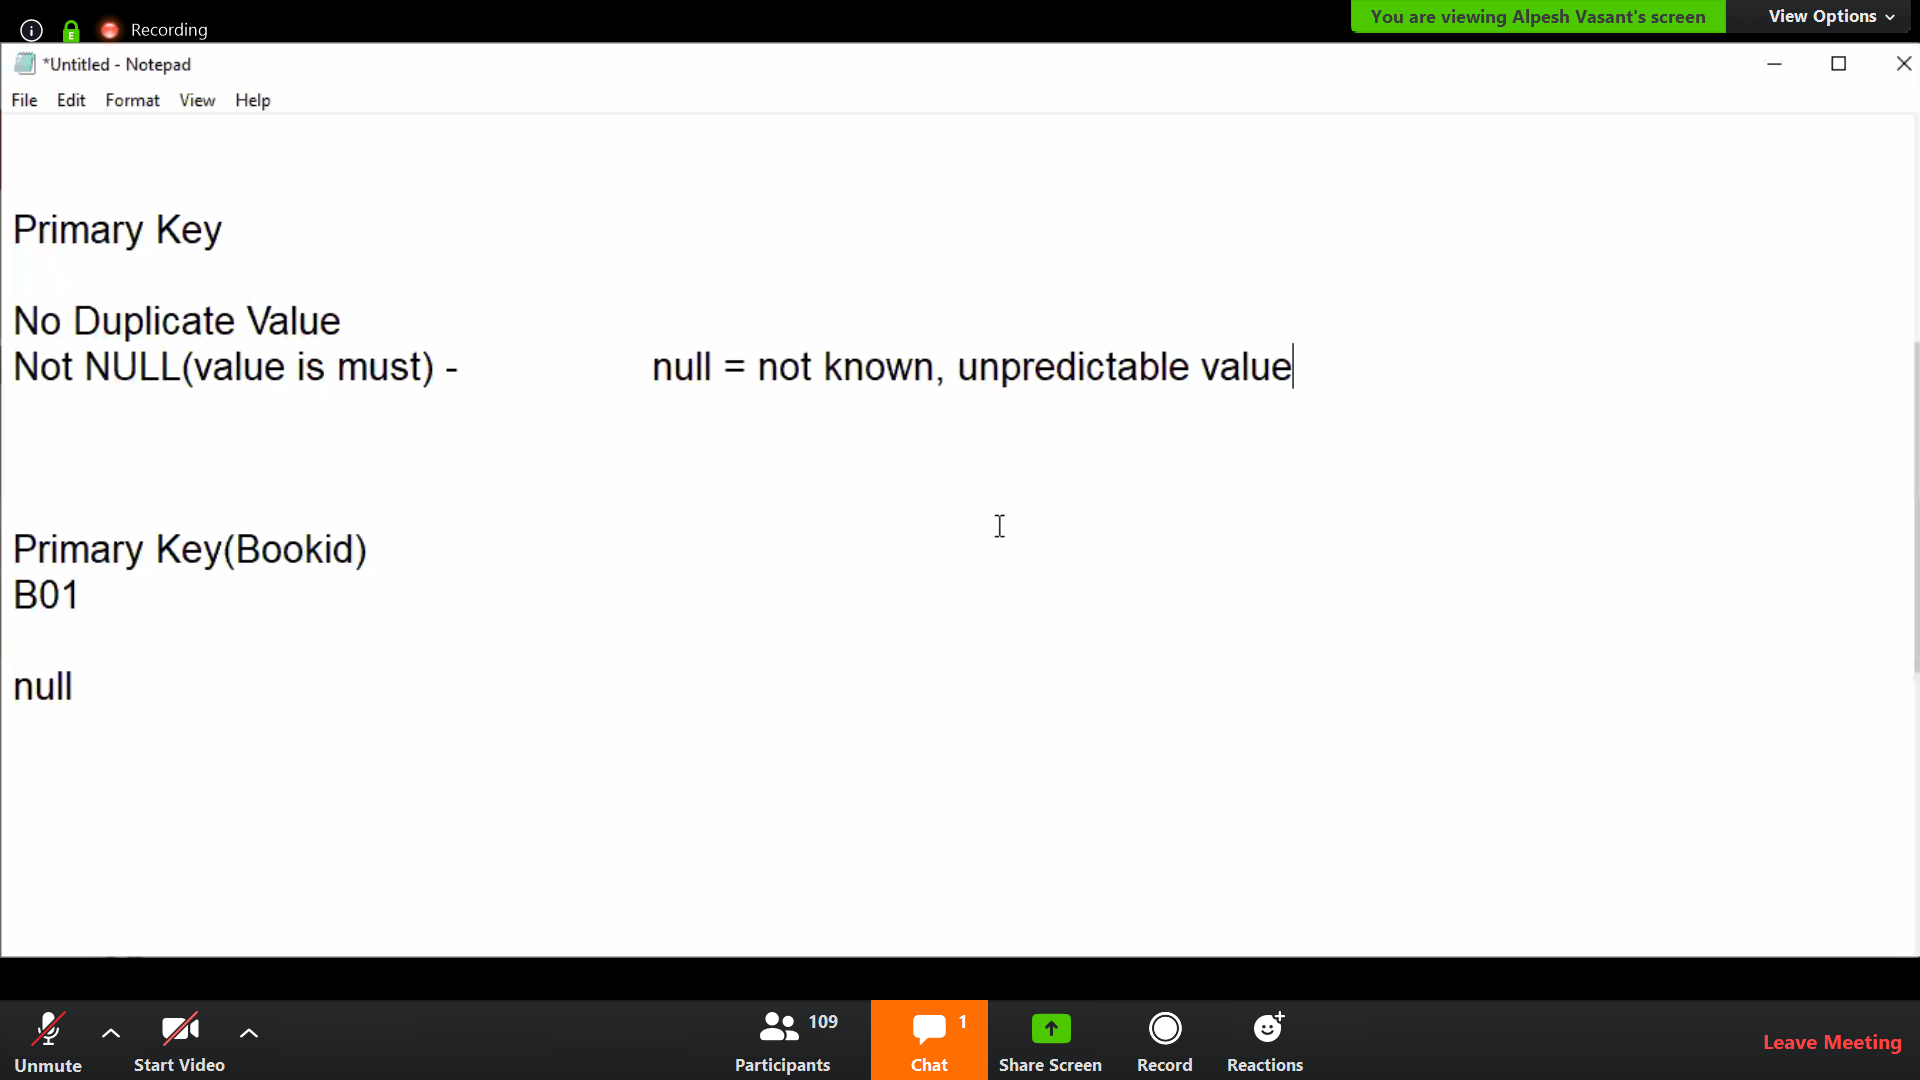 Recording
You are viewing Alpesh Vasant's screen
View Options
*Untitled - Notepad
File Edit Format View Help
Primary Key
No Duplicate Value
Not NULL(value is must) - null = not known, unpredictable value
Primary Key(Bookid)
B01
null
Unmute
Start Video
109
Participants
1
Chat
Share Screen
Record
Reactions
Leave Meeting